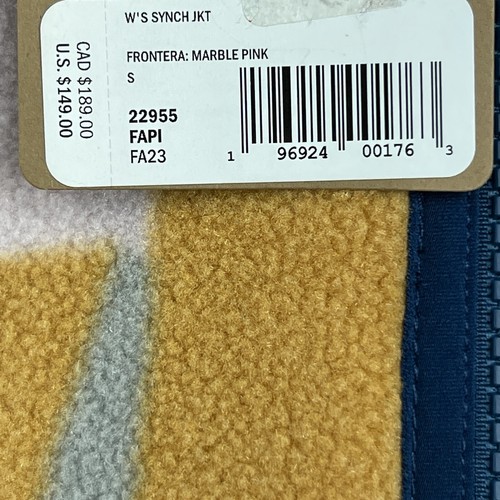 W'S SYNCH JKT
FRONTERA: MARBLE PINK
S
22955
FAPI
FA23
1 96924 00176 3
CAD $189.00
U.S. $149.00